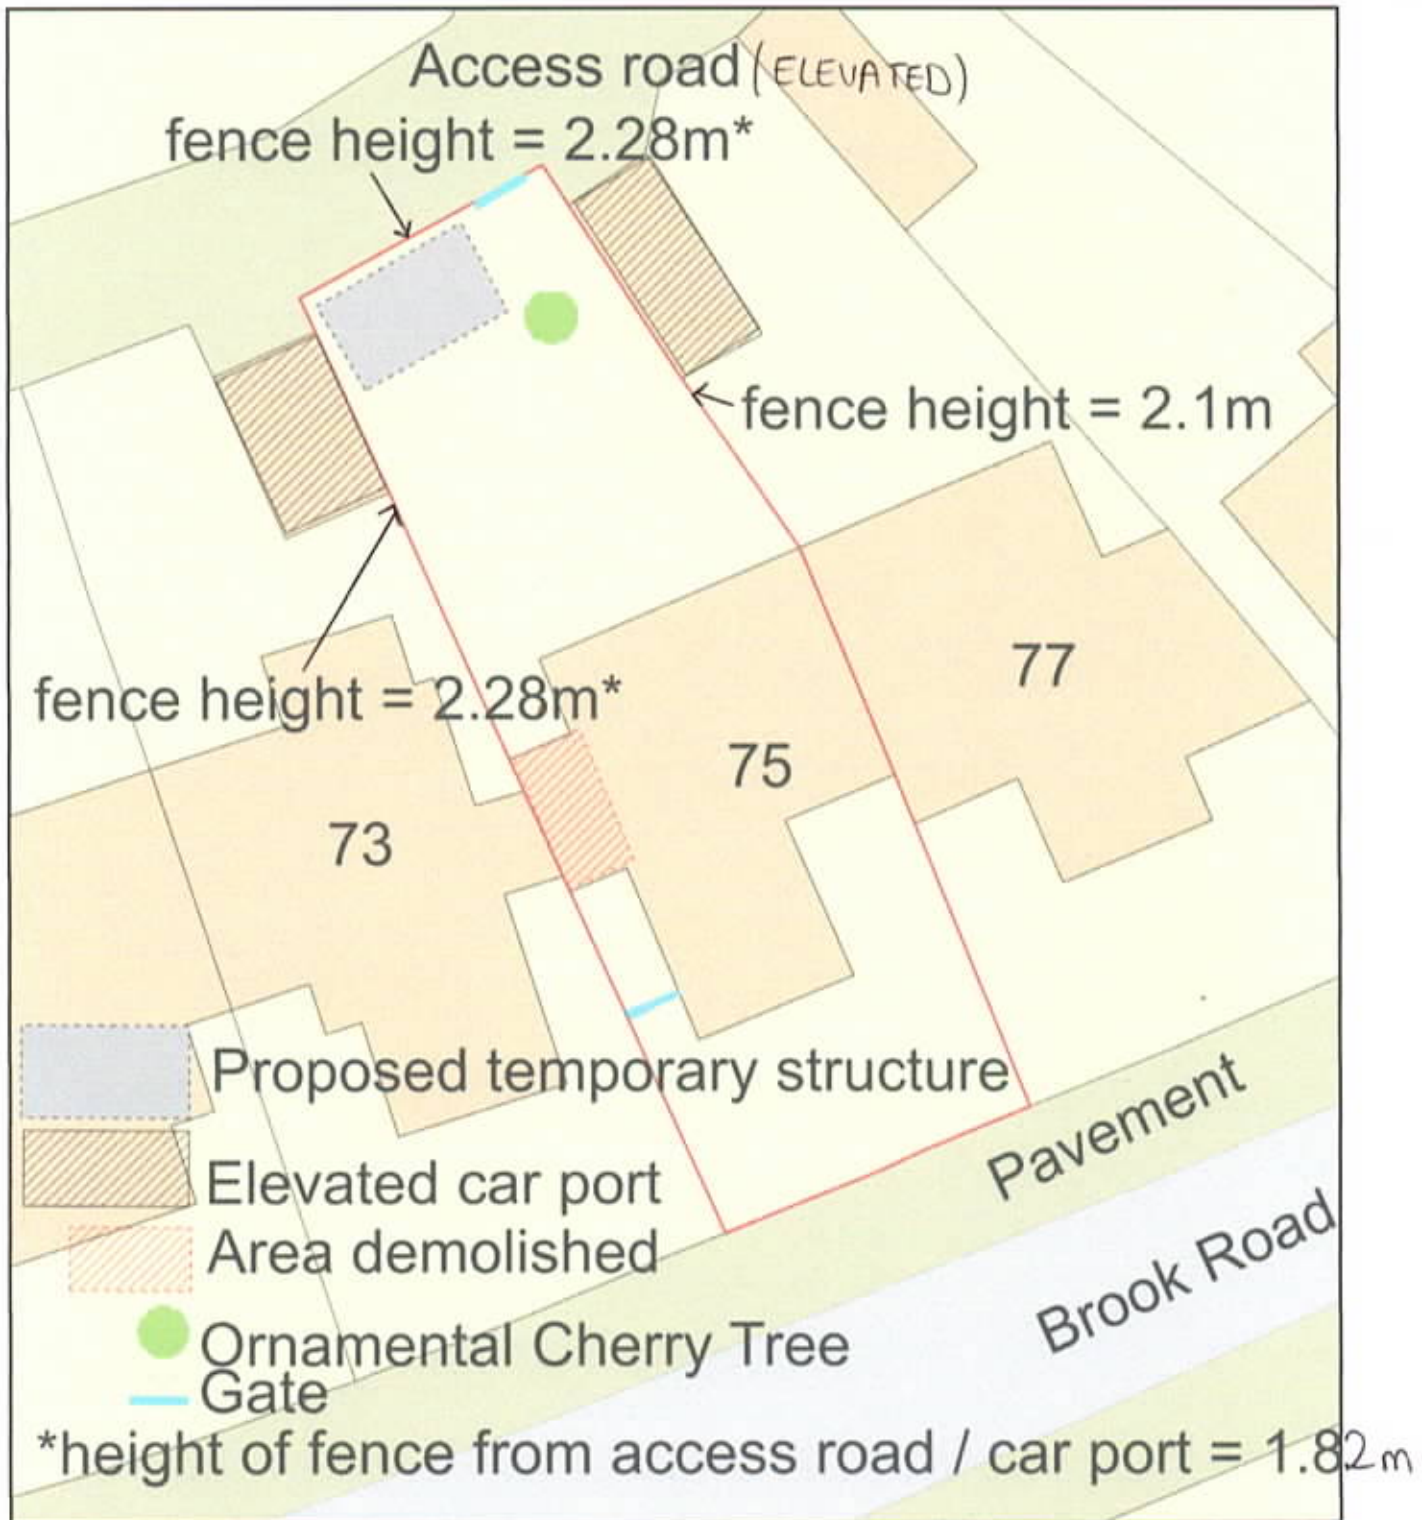 Access road (ELEVATED)
fence height = 2.28m*
fence height = 2.1m
77
fence height = 2.28m*
75
73
Proposed temporary structure
Pavement
Elevated car port
Brook Road
Area demolished
Ornamental Cherry Tree
Gate
*height of fence from access road / car port = 1.82m